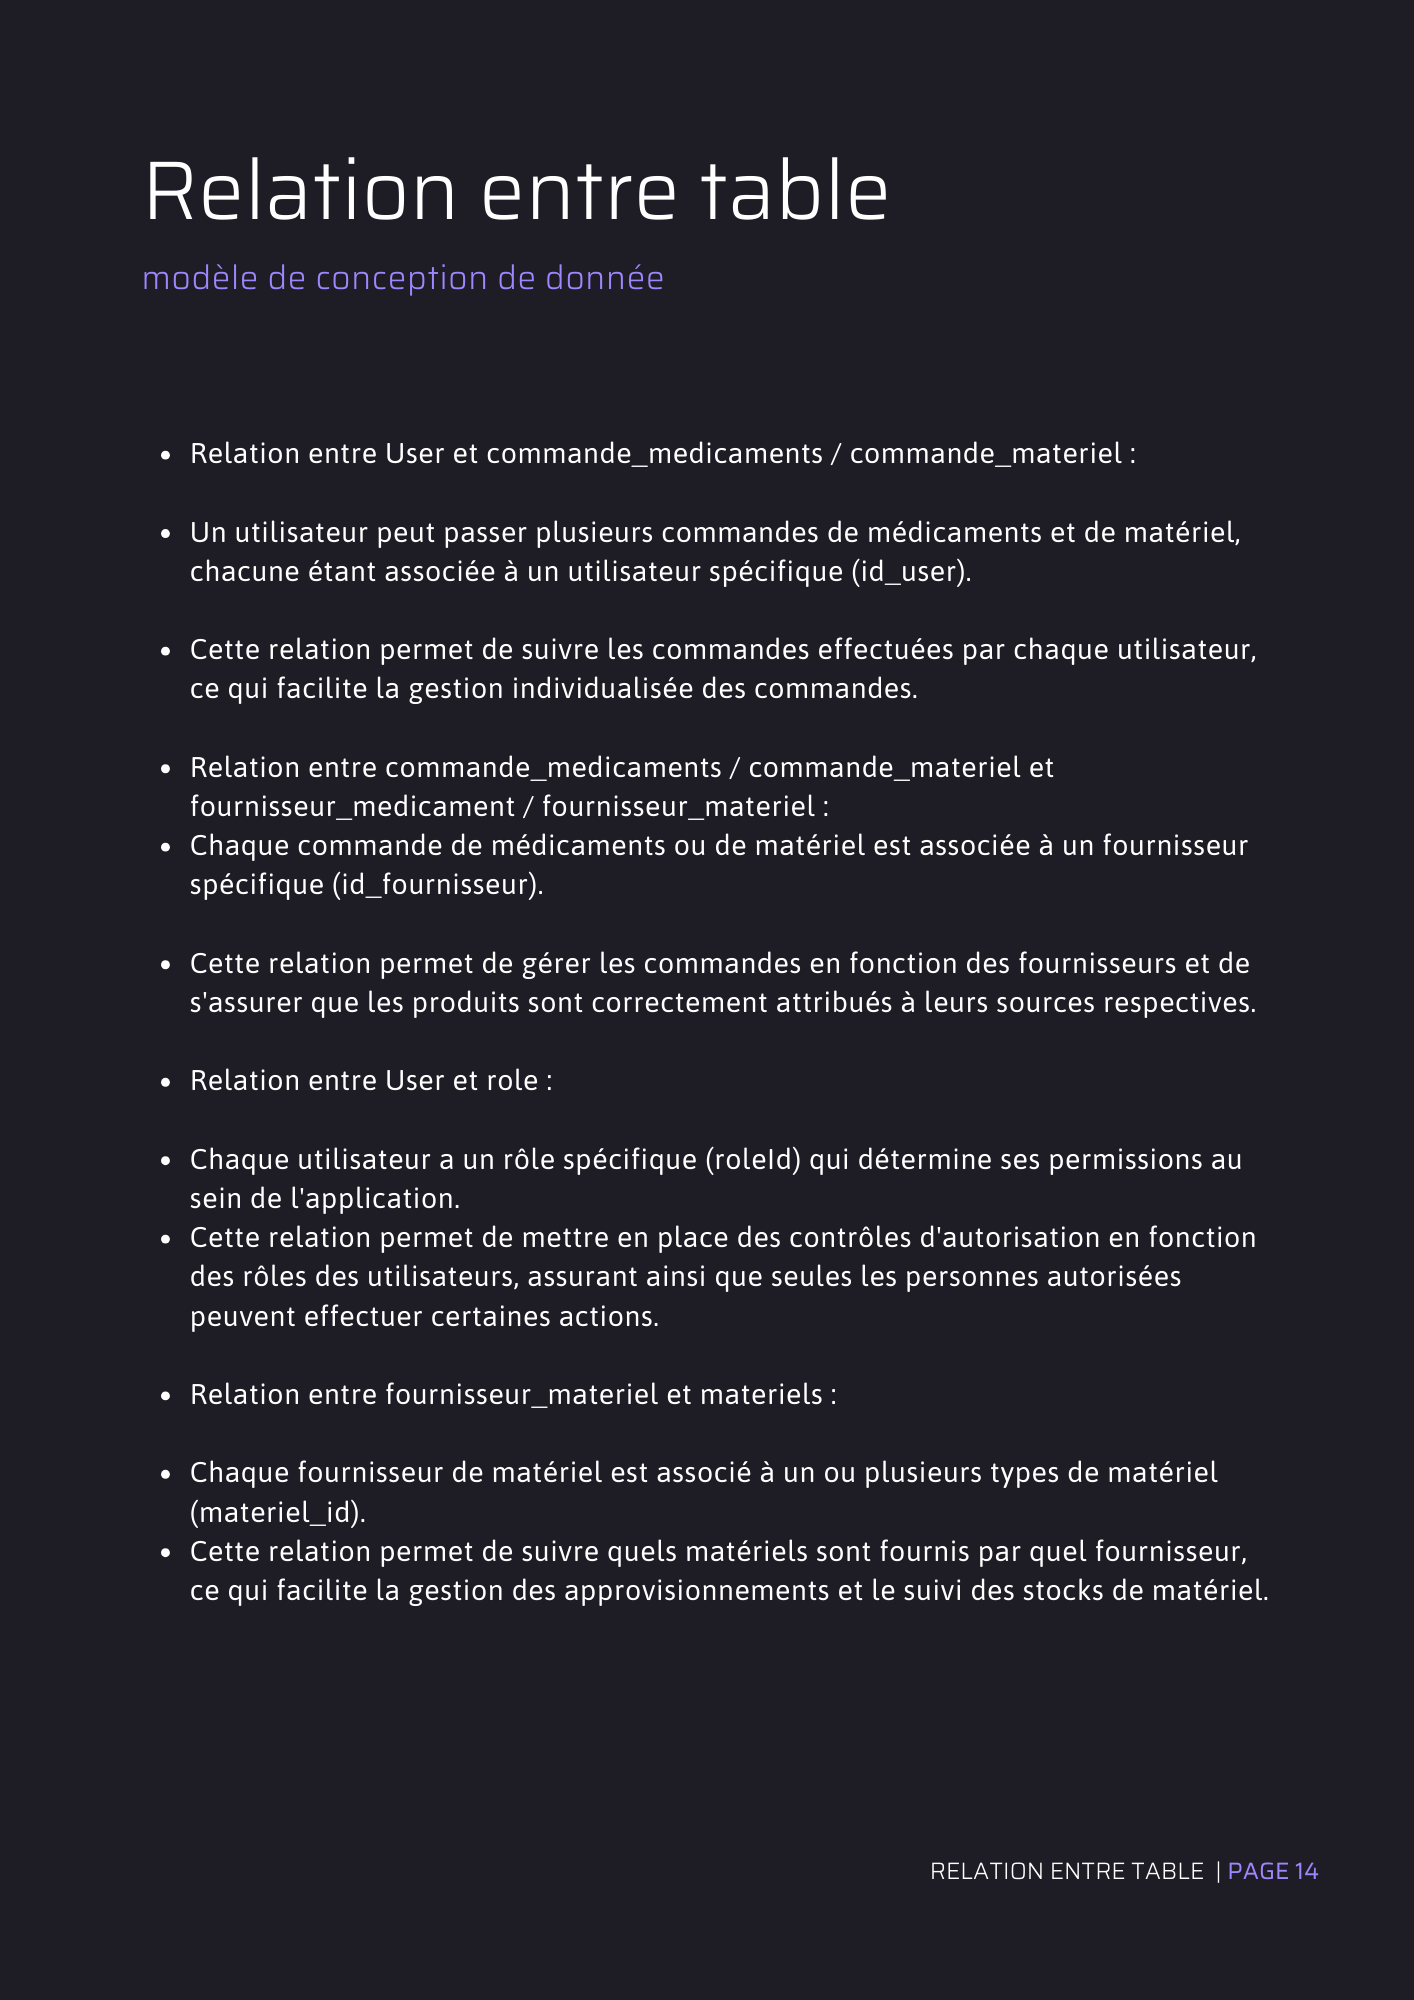 Relation entre table
modèle de conception de donnée
• Relation entre User et commande_medicaments / commande_materiel :
• Un utilisateur peut passer plusieurs commandes de médicaments et de matériel,
chacune étant associée à un utilisateur spécifique (id_user).
• Cette relation permet de suivre les commandes effectuées par chaque utilisateur,
ce qui facilite la gestion individualisée des commandes.
• Relation entre commande_medicaments / commande_materiel et
fournisseur_medicament / fournisseur_materiel :
• Chaque commande de médicaments ou de matériel est associée à un fournisseur
spécifique (id_fournisseur).
• Cette relation permet de gérer les commandes en fonction des fournisseurs et de
s'assurer que les produits sont correctement attribués à leurs sources respectives.
• Relation entre User et role :
• Chaque utilisateur a un rôle spécifique (roleId) qui détermine ses permissions au
sein de l'application.
• Cette relation permet de mettre en place des contrôles d'autorisation en fonction
des rôles des utilisateurs, assurant ainsi que seules les personnes autorisées
peuvent effectuer certaines actions.
• Relation entre fournisseur_materiel et materiels :
• Chaque fournisseur de matériel est associé à un ou plusieurs types de matériel
(materiel_id).
• Cette relation permet de suivre quels matériels sont fournis par quel fournisseur,
ce qui facilite la gestion des approvisionnements et le suivi des stocks de matériel.
RELATION ENTRE TABLE | PAGE 14